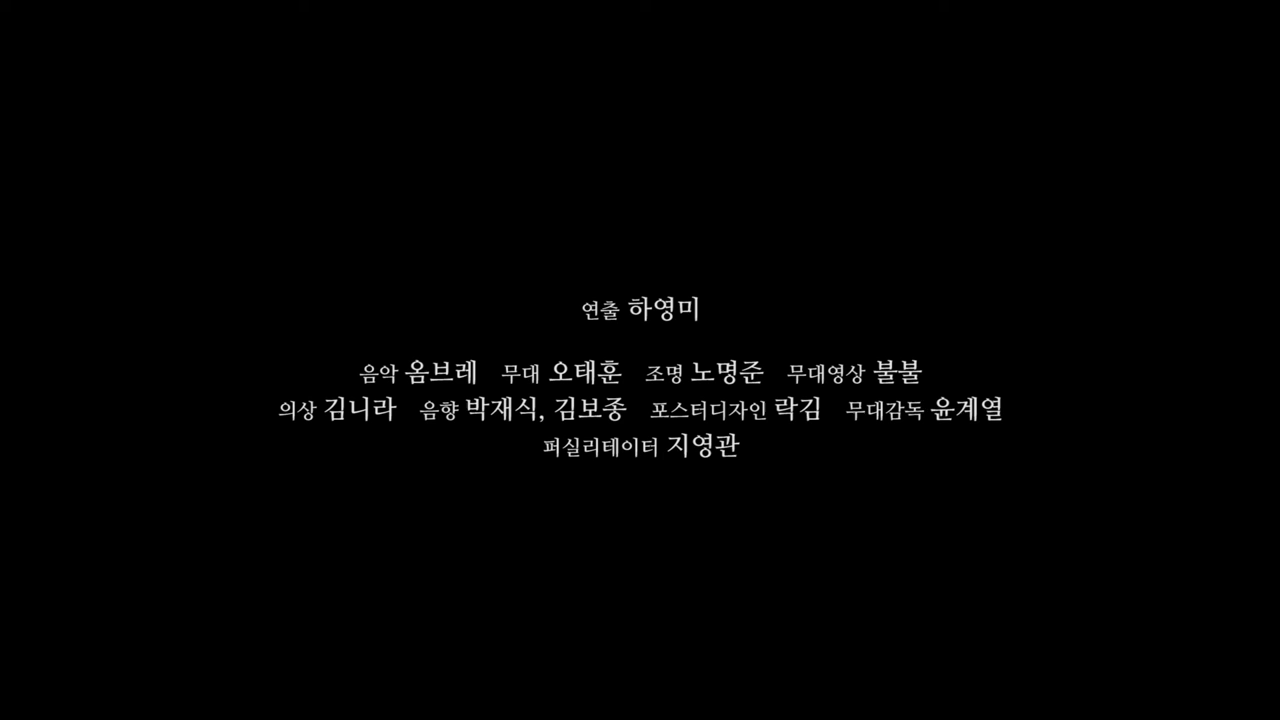 연출 하영미
음악 옴브레 무대 오태훈 조명 노명준 무대영상 불불
의상 김니라 음향 박재식, 김보종 포스터디자인 락김 무대감독 윤계열
퍼실리테이터 지영관